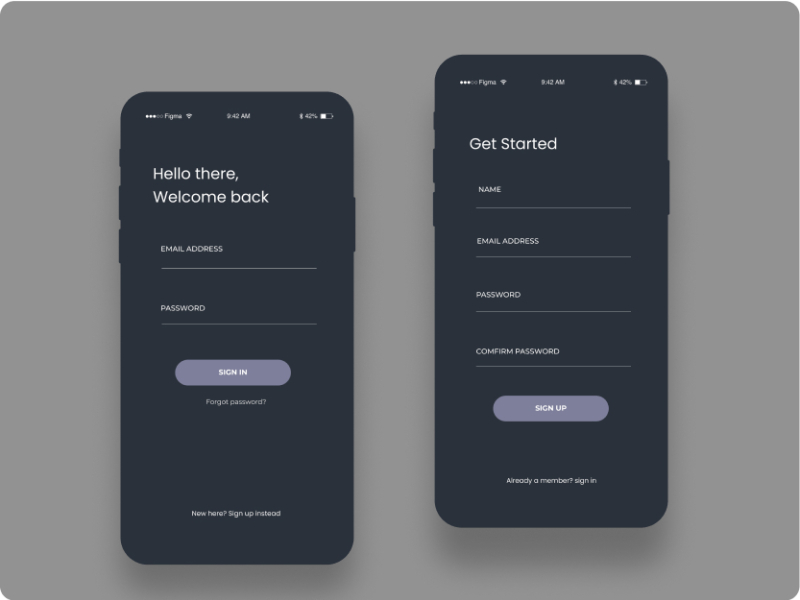 Figma
9:42 AM
42%
Hello there,
Welcome back
EMAIL ADDRESS
PASSWORD
SIGN IN
Forgot password?
New here? Sign up instead
Figma
9:42 AM
42%
Get Started
NAME
EMAIL ADDRESS
PASSWORD
COMFIRM PASSWORD
SIGN UP
Already a member? sign in